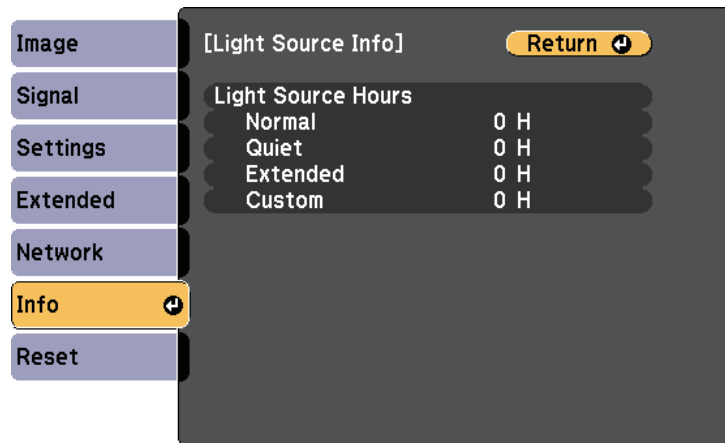 Image
Signal
Settings
Extended
Network
Info
Reset
[Light Source Info]
Return
Light Source Hours
Normal 0 H
Quiet 0 H
Extended 0 H
Custom 0 H